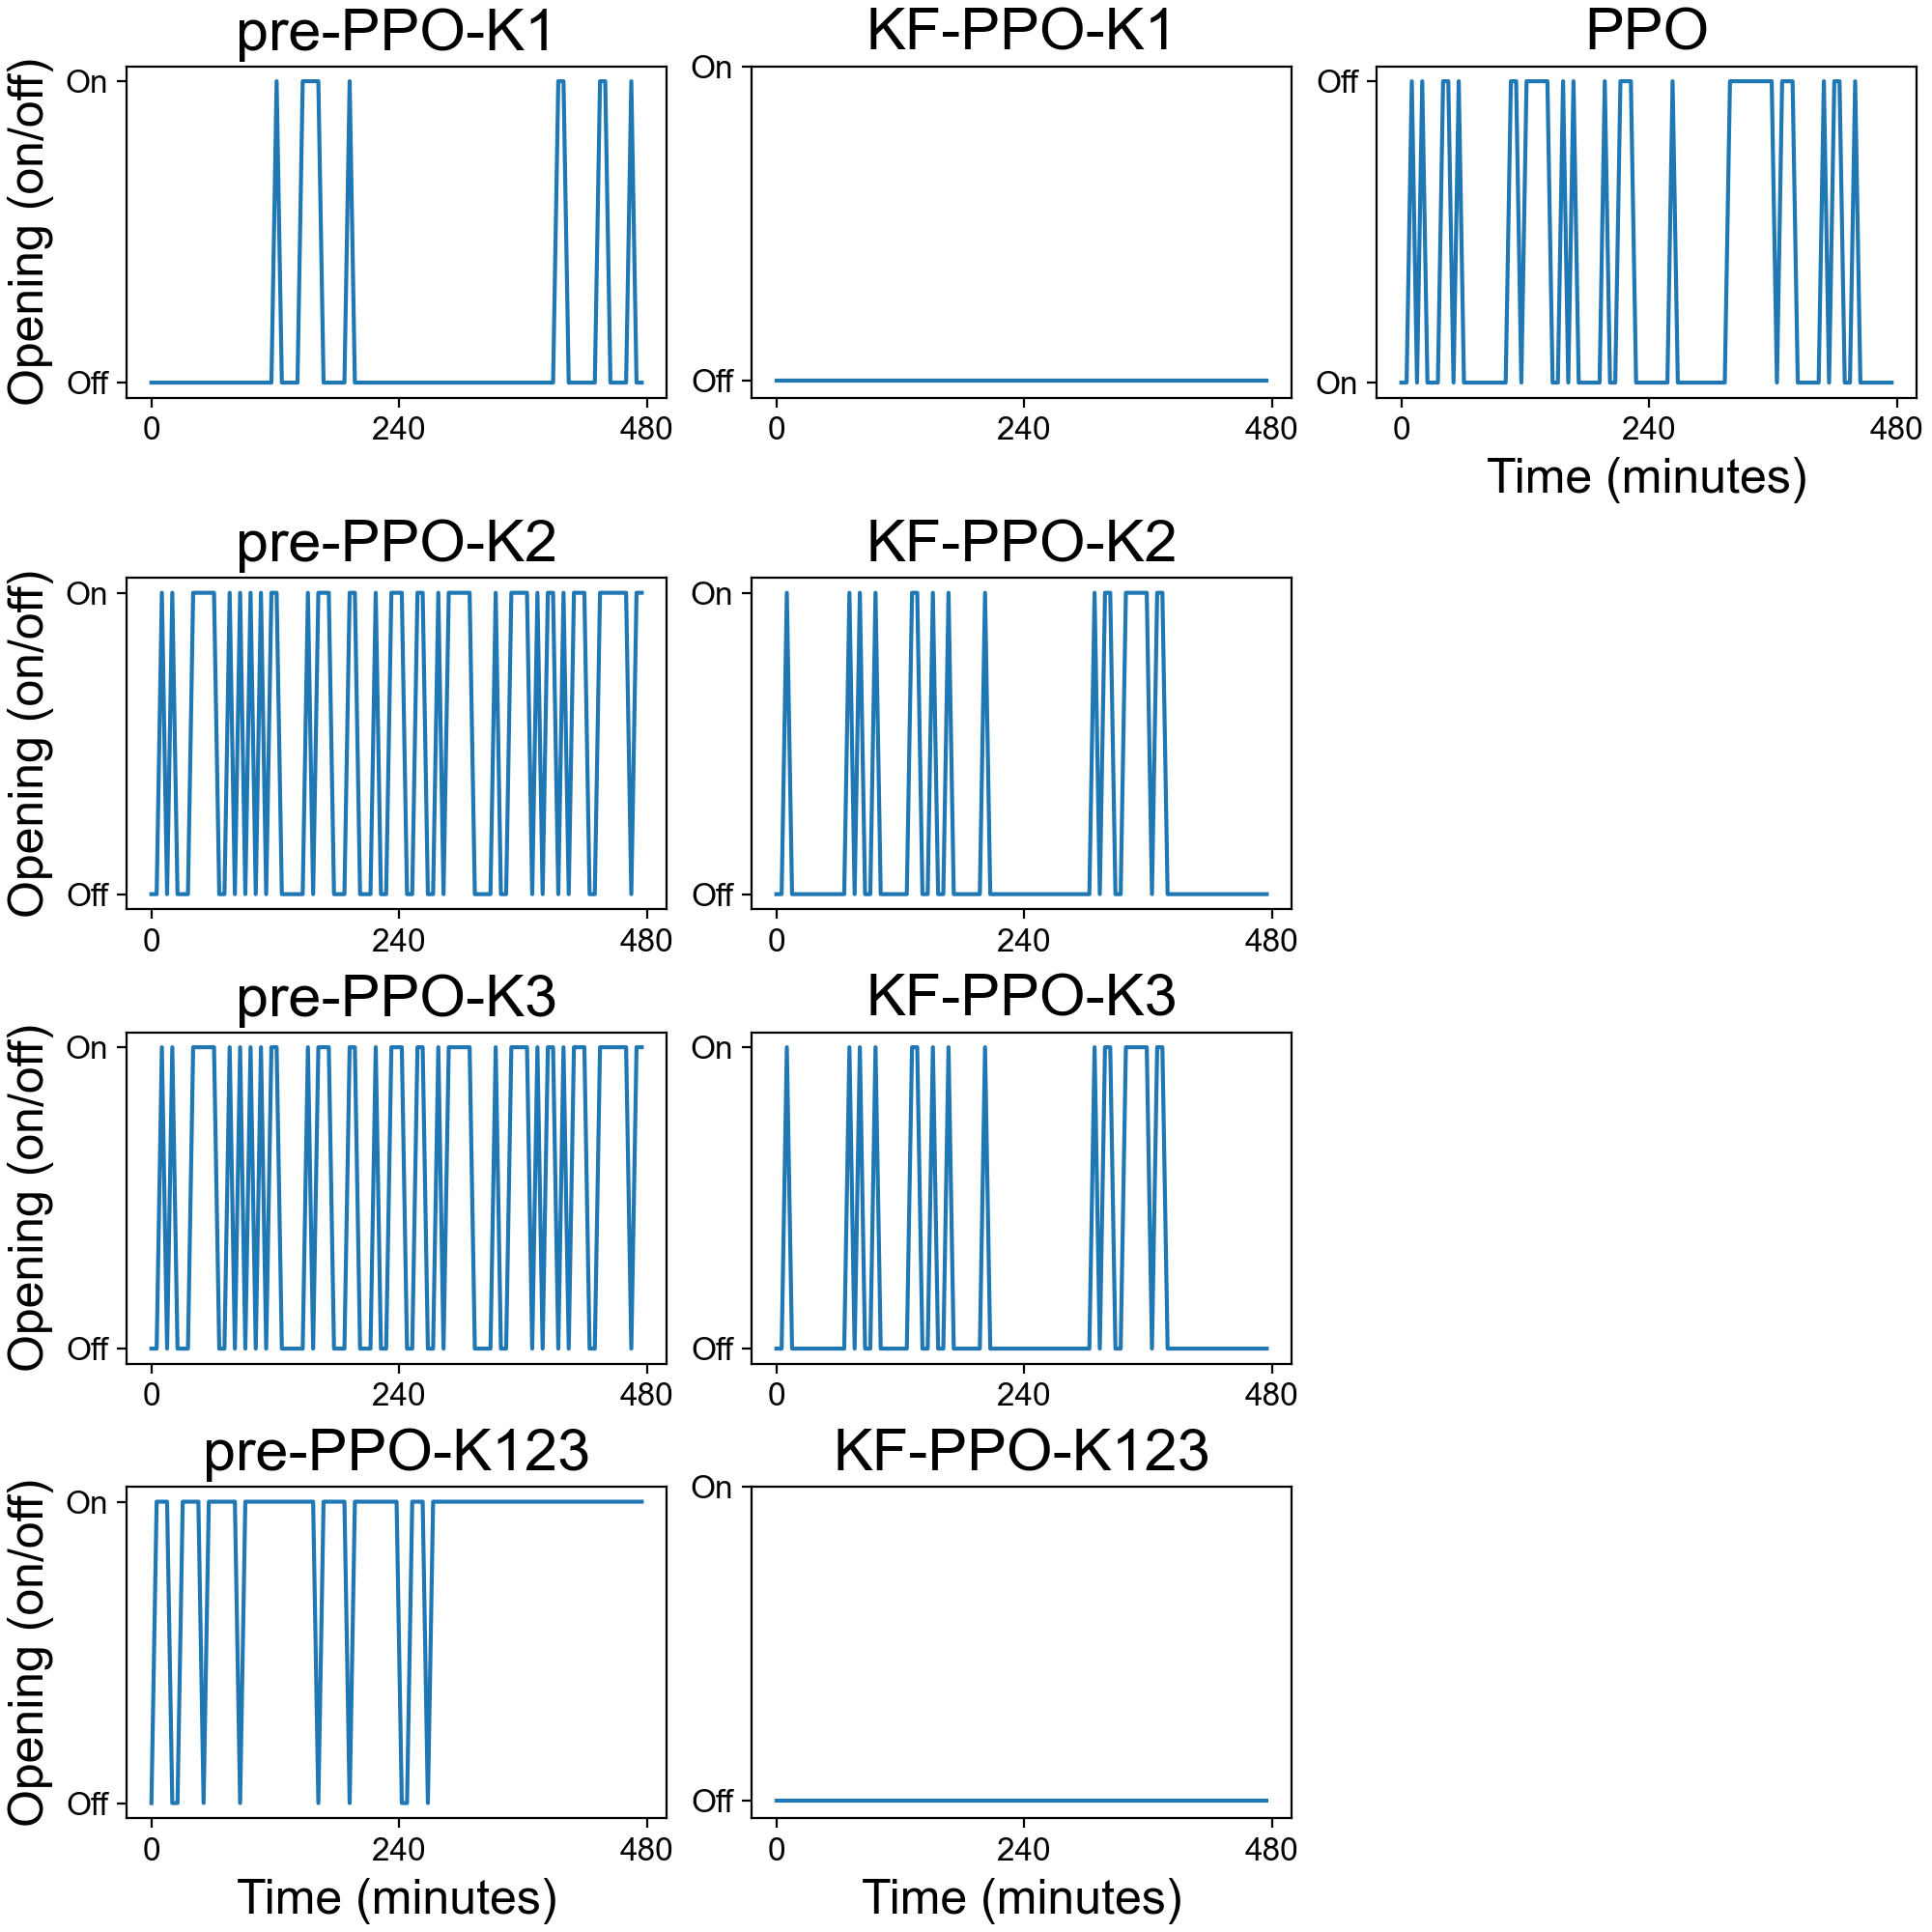 pre-PPO-K1
KF-PPO-K1
PPO
Opening (on/off)
On
Off
0 240 480
On
Off
0 240 480
Off
On
0 240 480
Time (minutes)
pre-PPO-K2
KF-PPO-K2
Opening (on/off)
On
Off
0 240 480
On
Off
0 240 480
pre-PPO-K3
KF-PPO-K3
Opening (on/off)
On
Off
0 240 480
On
Off
0 240 480
pre-PPO-K123
KF-PPO-K123
Opening (on/off)
On
Off
0 240 480
Time (minutes)
On
Off
0 240 480
Time (minutes)